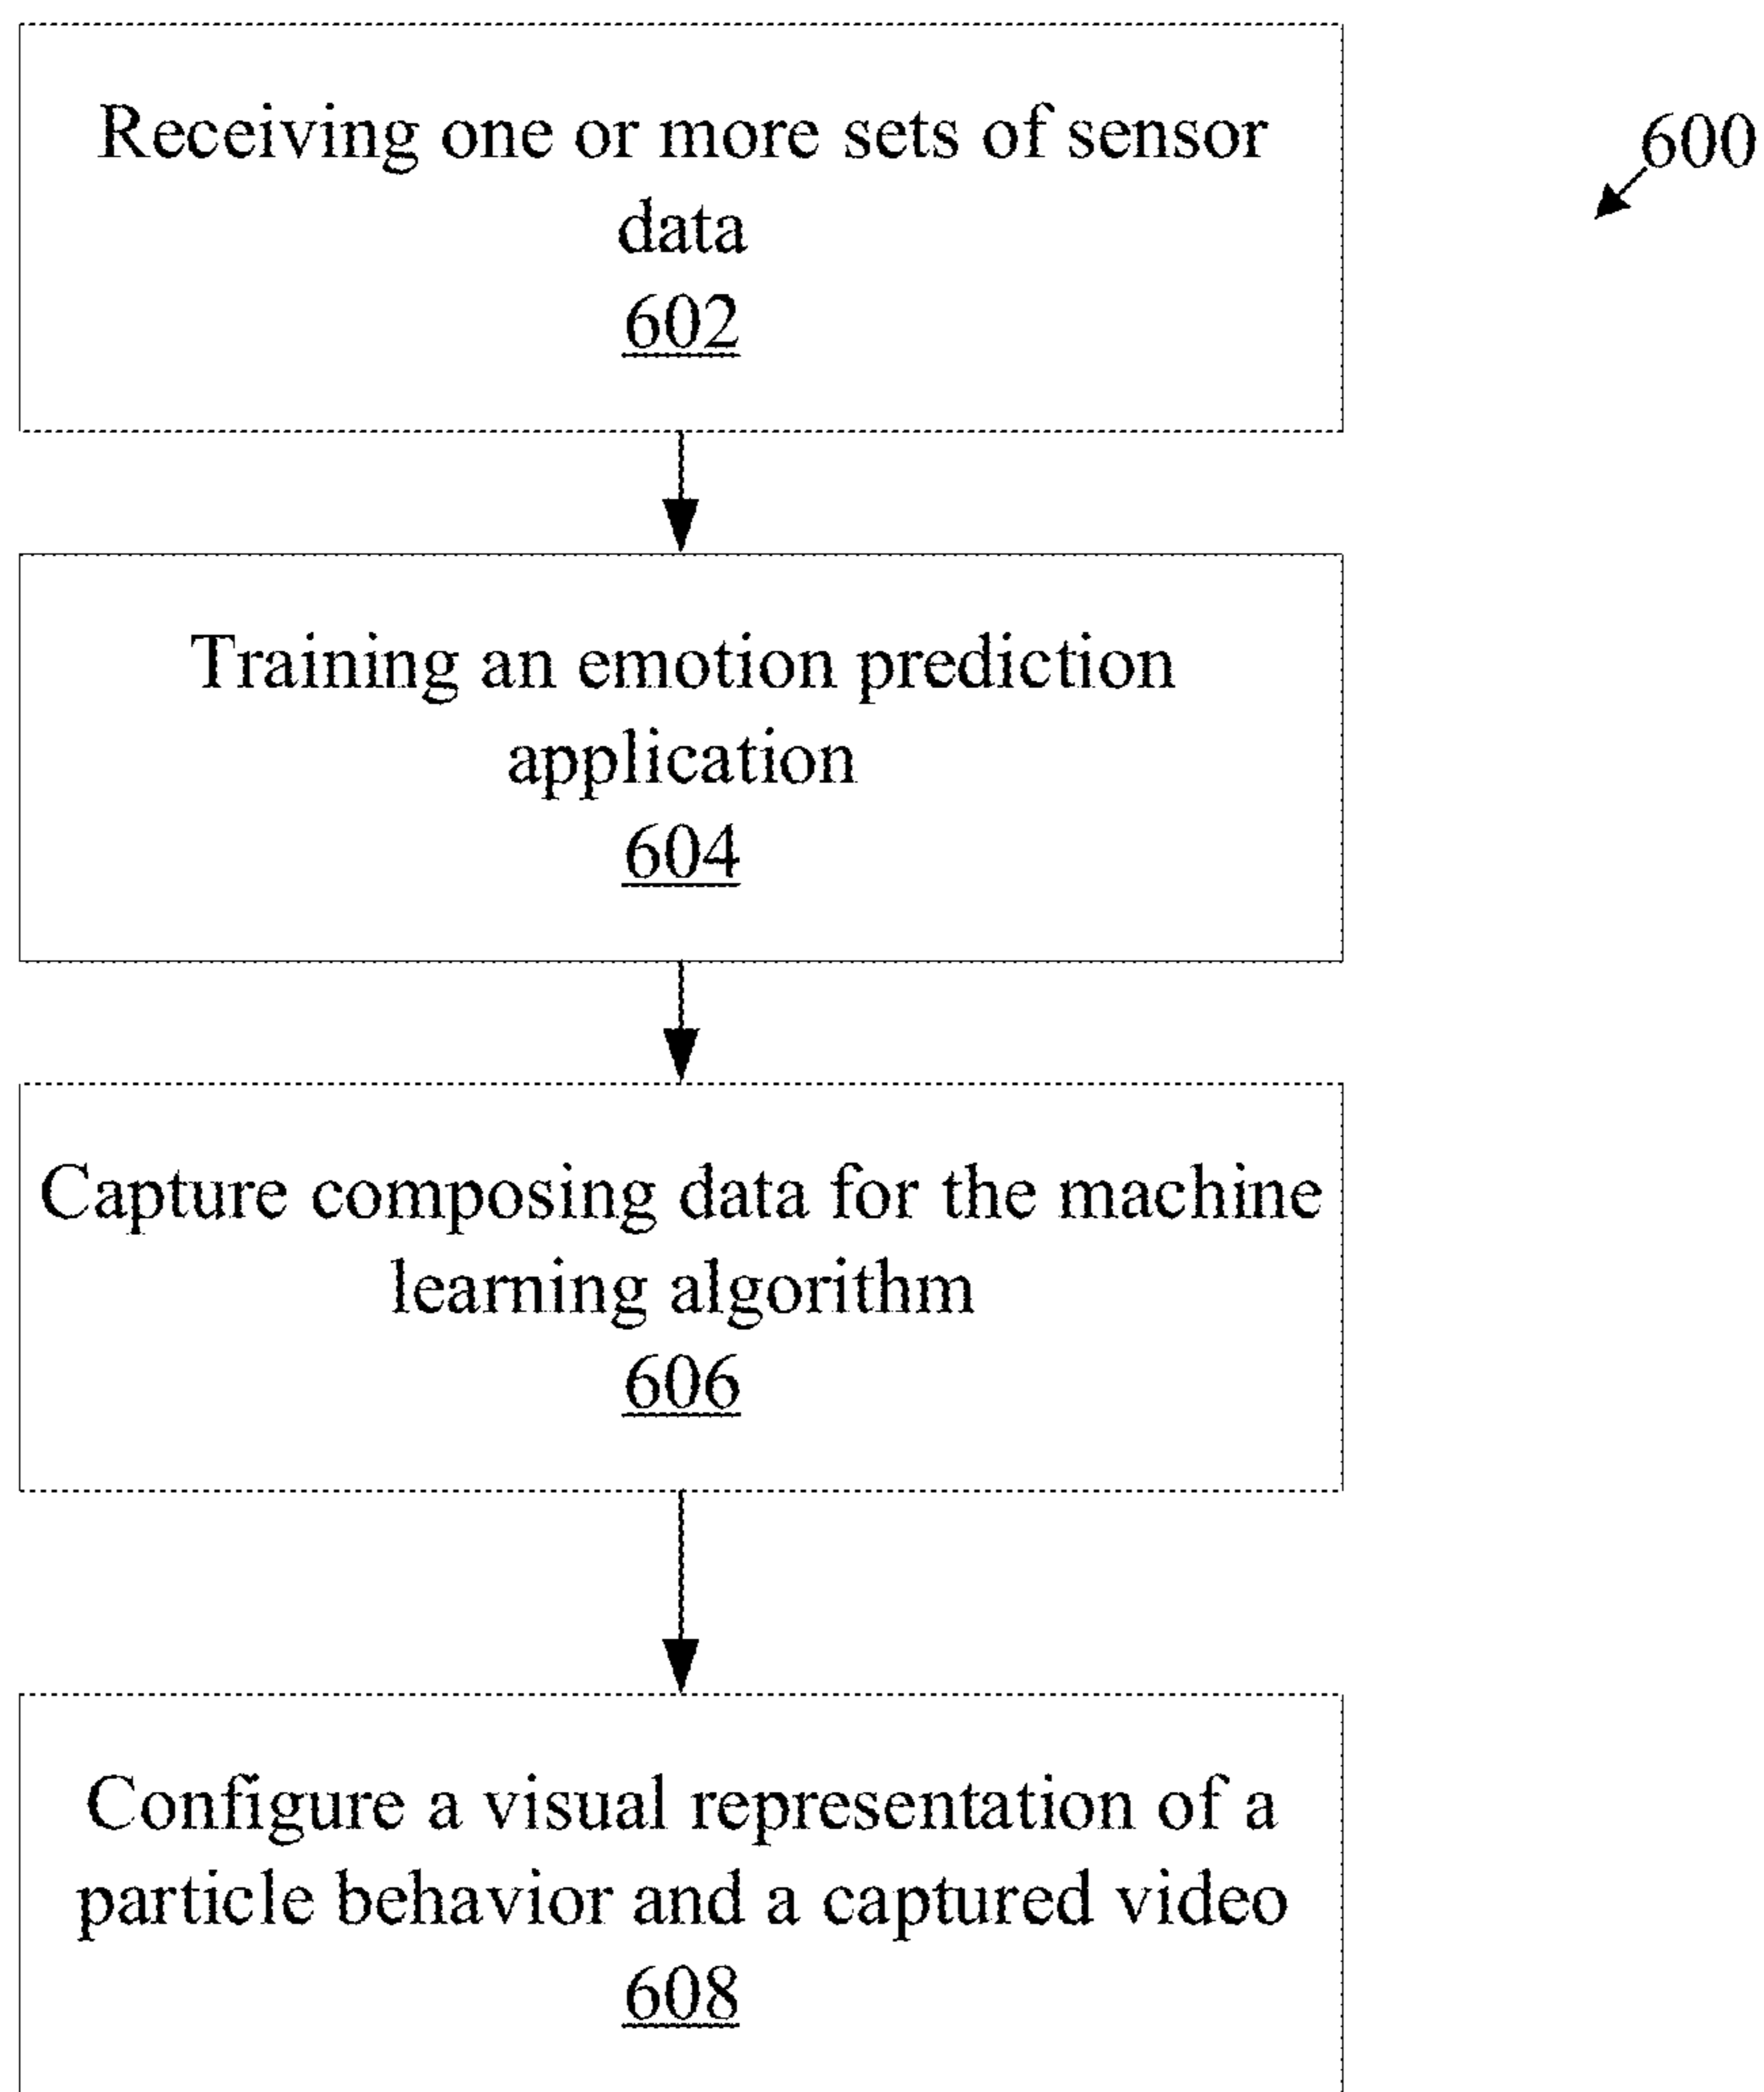 Receiving one or more sets of sensor
data
602
600
Training an emotion prediction
application
604
Capture composing data for the machine
learning algorithm
606
Configure a visual representation of a
particle behavior and a captured video
608